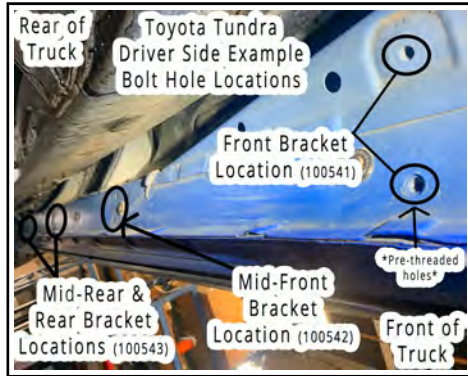 Rear of
Truck
Toyota Tundra
Driver Side Example
Bolt Hole Locations
Front Bracket
Location (100541)
*Pre-threaded
holes*
Mid-Rear &
Rear Bracket
Locations (100543)
Mid-Front
Bracket
Location (100542)
Front of
Truck